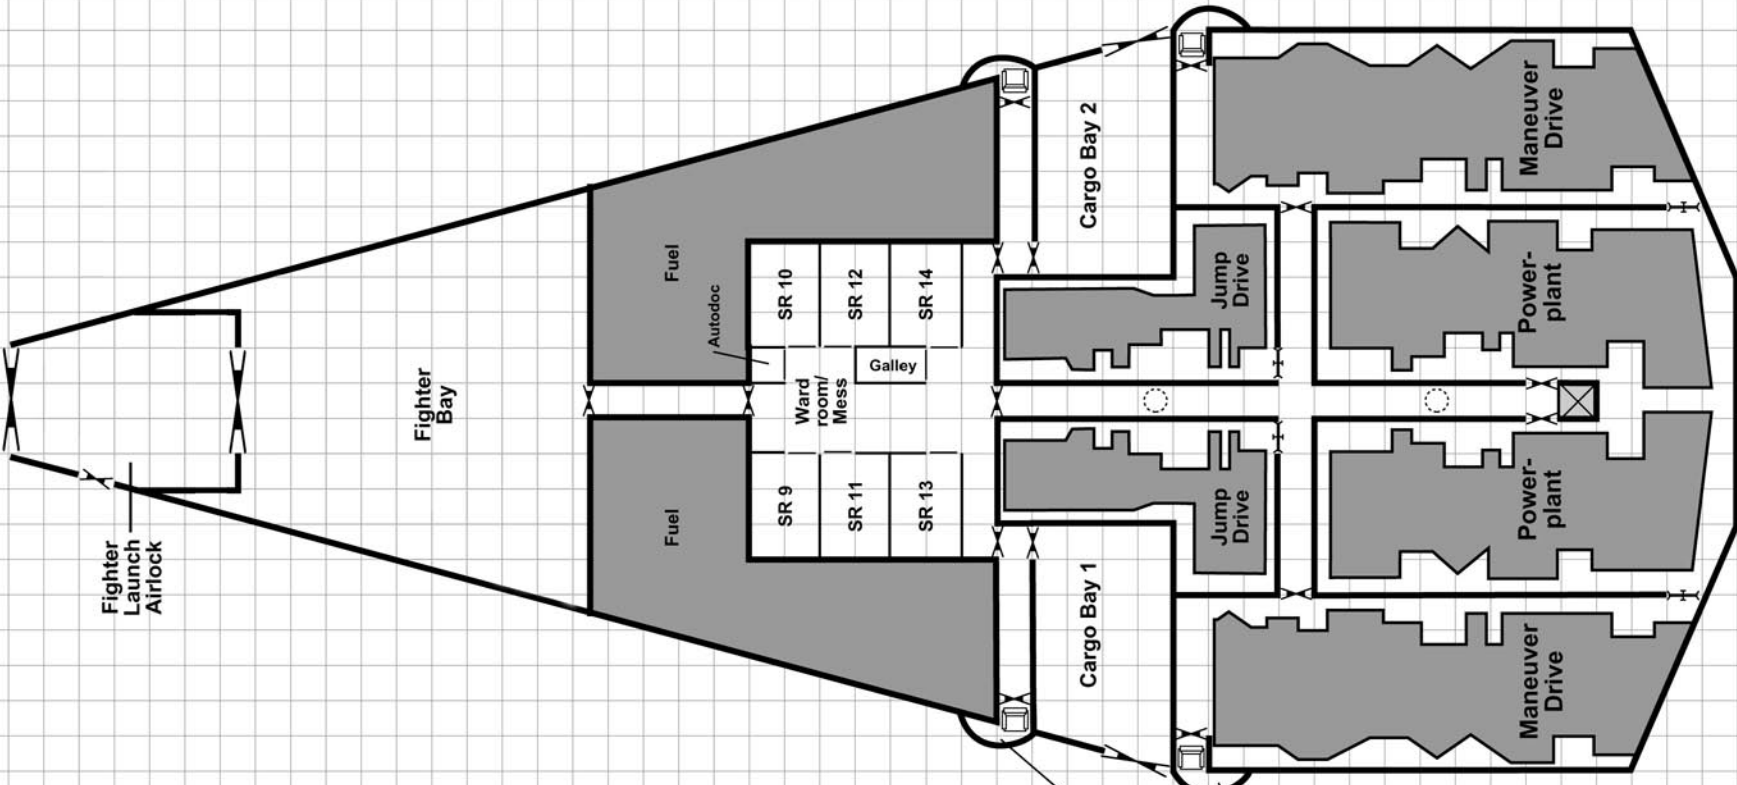 Fighter
Launch
Airlock
Fighter
Bay
Fuel
Fuel
Autodoc
SR 10
SR 12
SR 14
Galley
Ward
room/
Mess
SR 9
SR 11
SR 13
Cargo Bay 2
Cargo Bay 1
Jump
Drive
Jump
Drive
Maneuver
Drive
Power-
plant
Power-
plant
Maneuver
Drive